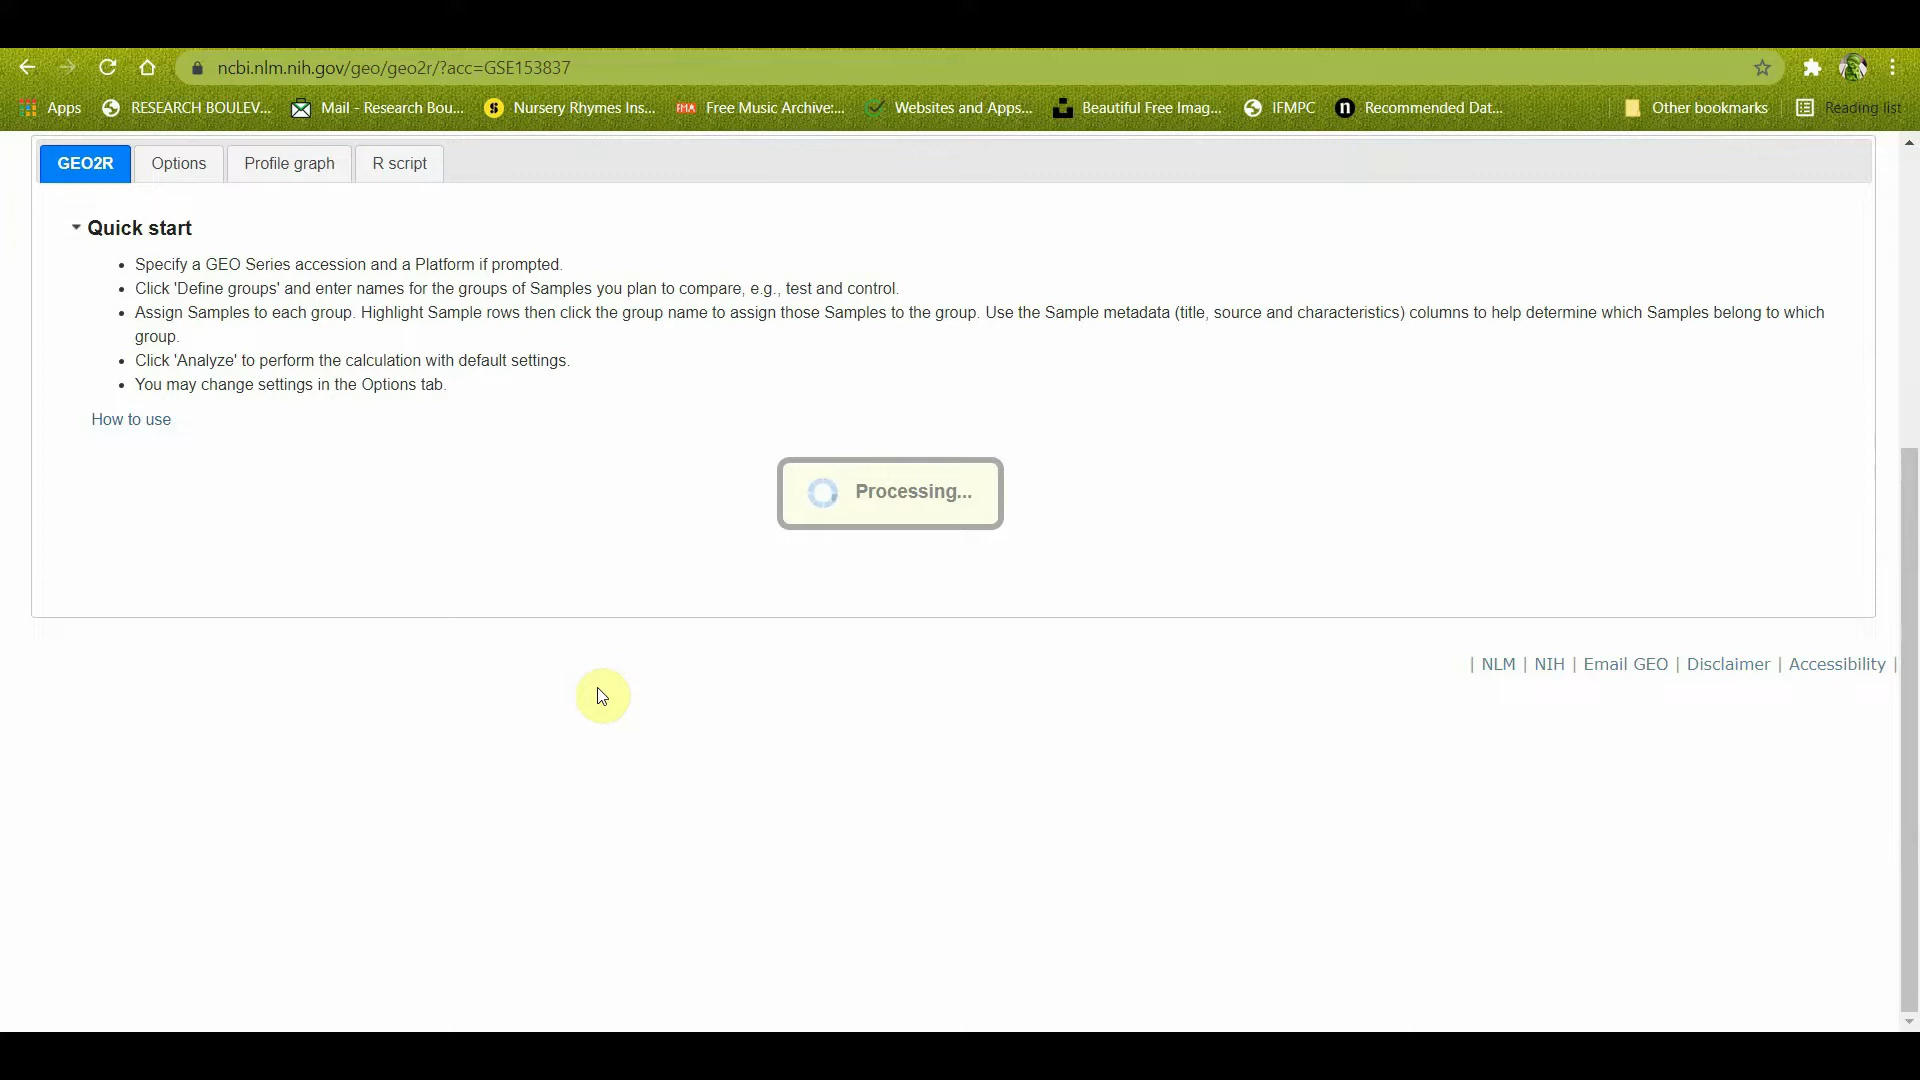 ncbi.nlm.nih.gov/geo/geo2r/?acc=GSE153837
Apps RESEARCH BOULEV... Mail - Research Bou... $ Nursery Rhymes Ins... FMA Free Music Archive:... Websites and Apps... Beautiful Free Imag... IFMPC n Recommended Dat... Other bookmarks Reading list
GEO2R Options Profile graph R script
Quick start
• Specify a GEO Series accession and a Platform if prompted.
• Click 'Define groups' and enter names for the groups of Samples you plan to compare, e.g., test and control.
• Assign Samples to each group. Highlight Sample rows then click the group name to assign those Samples to the group. Use the Sample metadata (title, source and characteristics) columns to help determine which Samples belong to which
group.
• Click 'Analyze' to perform the calculation with default settings.
• You may change settings in the Options tab.
How to use
Processing...
| NLM | NIH | Email GEO | Disclaimer | Accessibility |